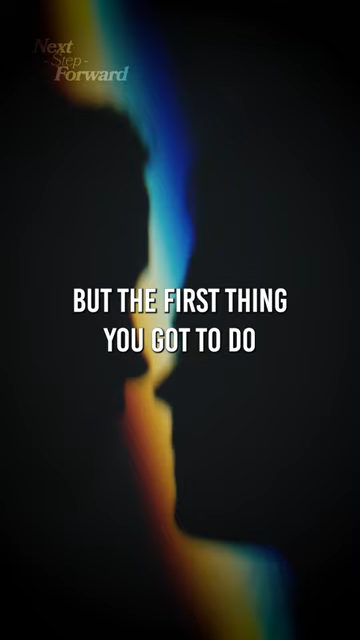 Next
~Step~
Forward
BUT THE FIRST THING
YOU GOT TO DO